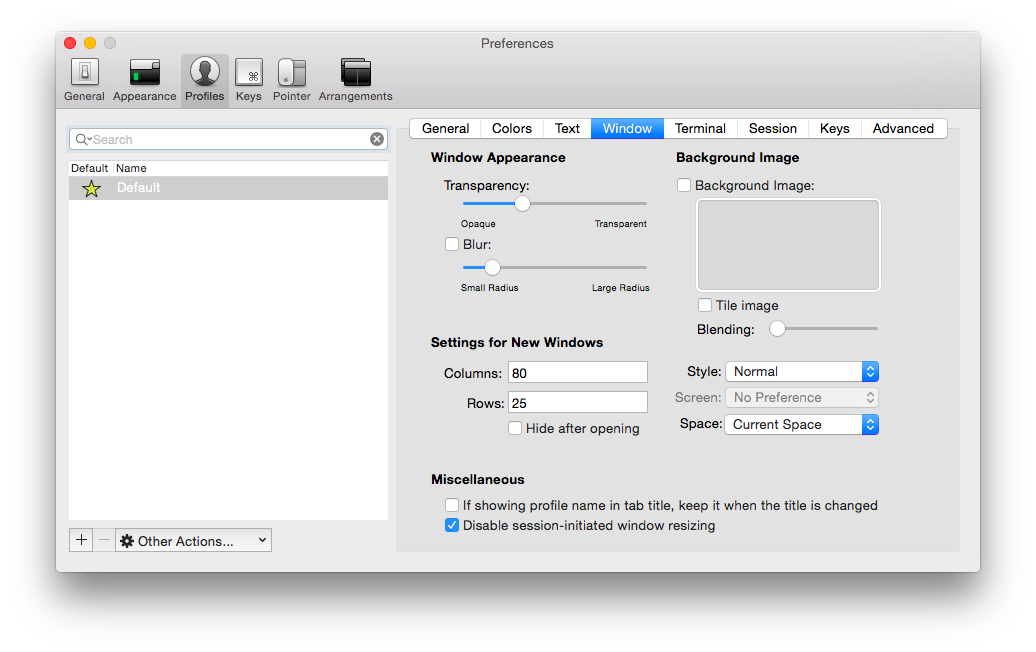 Preferences
General Appearance Profiles Keys Pointer Arrangements
Search
Default Name
Default
Other Actions...
General Colors Text Window Terminal Session Keys Advanced
Window Appearance
Transparency:
Opaque Transparent
Blur:
Small Radius Large Radius
Background Image
Background Image:
Tile image
Blending:
Settings for New Windows
Columns: 80
Rows: 25
Hide after opening
Style: Normal
Screen: No Preference
Space: Current Space
Miscellaneous
If showing profile name in tab title, keep it when the title is changed
Disable session-initiated window resizing